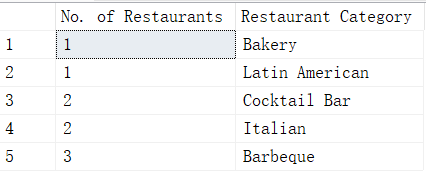 No. of Restaurants Restaurant Category
1 1 Bakery
2 1 Latin American
3 2 Cocktail Bar
4 2 Italian
5 3 Barbeque